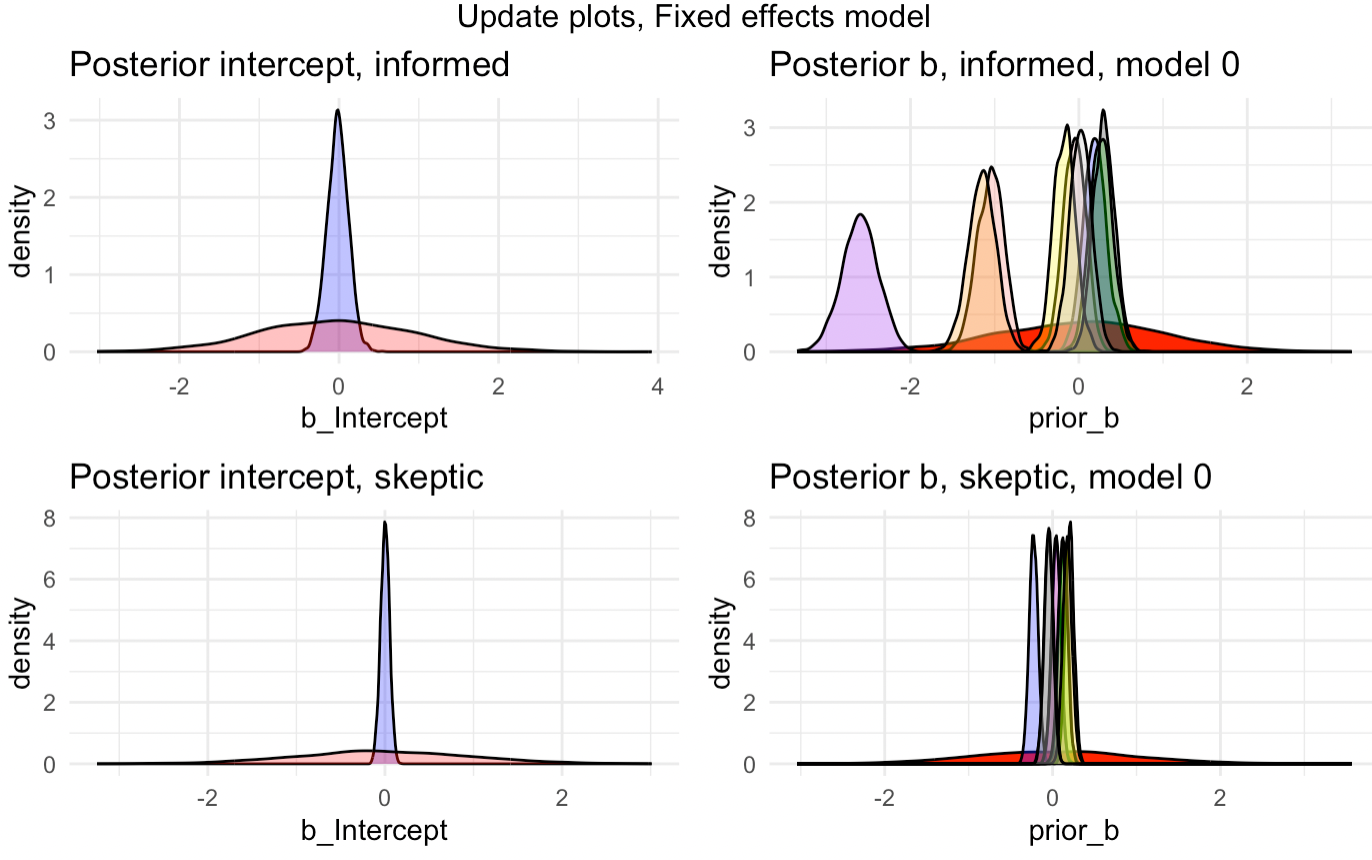 Update plots, Fixed effects model
Posterior intercept, informed
density
3
2
1
0
-2
0
2
4
b_Intercept
Posterior b, informed, model 0
density
3
2
1
0
-2
0
2
prior_b
Posterior intercept, skeptic
density
8
6
4
2
0
-2
0
2
b_Intercept
Posterior b, skeptic, model 0
density
8
6
4
2
0
-2
0
2
prior_b